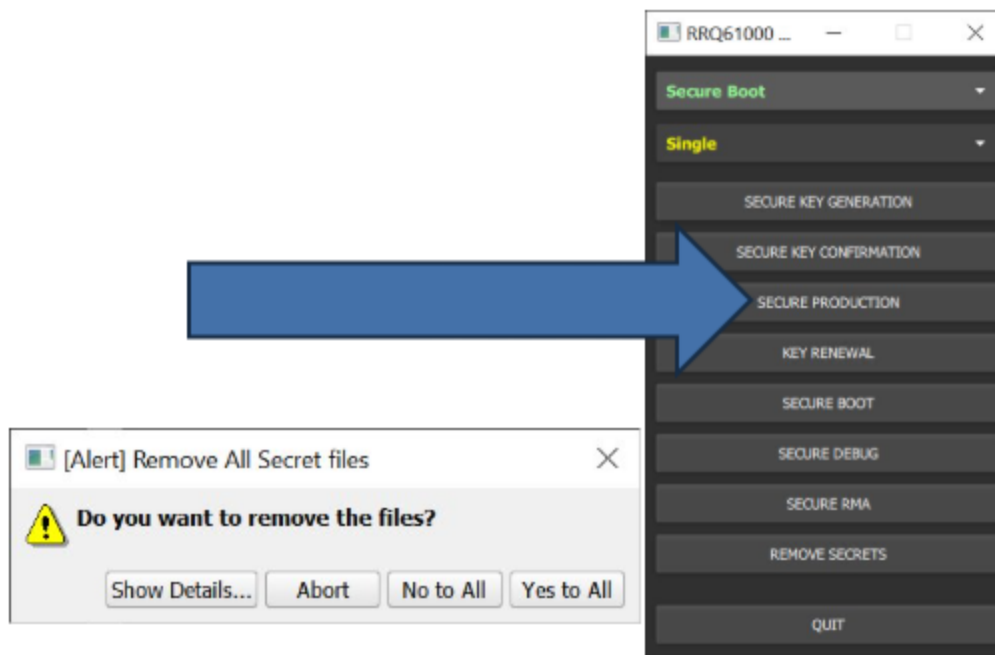 RRQ61000 ...
Secure Boot
Single
SECURE KEY GENERATION
SECURE KEY CONFIRMATION
SECURE PRODUCTION
KEY RENEWAL
SECURE BOOT
SECURE DEBUG
SECURE RMA
REMOVE SECRETS
QUIT
[Alert] Remove All Secret files
Do you want to remove the files?
Show Details... Abort No to All Yes to All